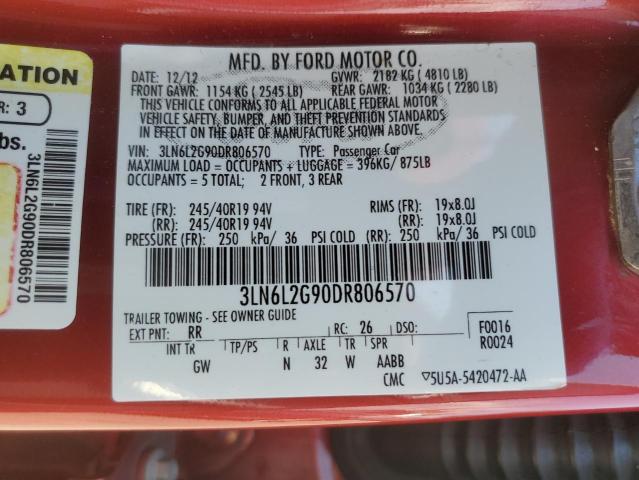 ATION
R: 3
bs.
3LN6L2G90DR806570
MFD. BY FORD MOTOR CO.
DATE: 12/12 GVWR: 2182 KG ( 4810 LB)
FRONT GAWR: 1154 KG ( 2545 LB) REAR GAWR: 1034 KG ( 2280 LB)
THIS VEHICLE CONFORMS TO ALL APPLICABLE FEDERAL MOTOR
VEHICLE SAFETY, BUMPER, AND THEFT PREVENTION STANDARDS
IN EFFECT ON THE DATE OF MANUFACTURE SHOWN ABOVE.
VIN: 3LN6L2G90DR806570 TYPE: Passenger Car
MAXIMUM LOAD = OCCUPANTS + LUGGAGE = 396KG/ 875LB
OCCUPANTS = 5 TOTAL; 2 FRONT, 3 REAR
TIRE (FR): 245/40R19 94V RIMS (FR): 19x8.0J
(RR): 245/40R19 94V (RR): 19x8.0J
PRESSURE (FR): 250 kPa/ 36 PSI COLD (RR): 250 kPa/ 36 PSI COLD
3LN6L2G90DR806570
TRAILER TOWING - SEE OWNER GUIDE
EXT PNT: RR RC: 26 DSO: F0016
INT TR TP/PS R AXLE TR SPR R0024
GW N 32 W AABB
CMC 5U5A-5420472-AA